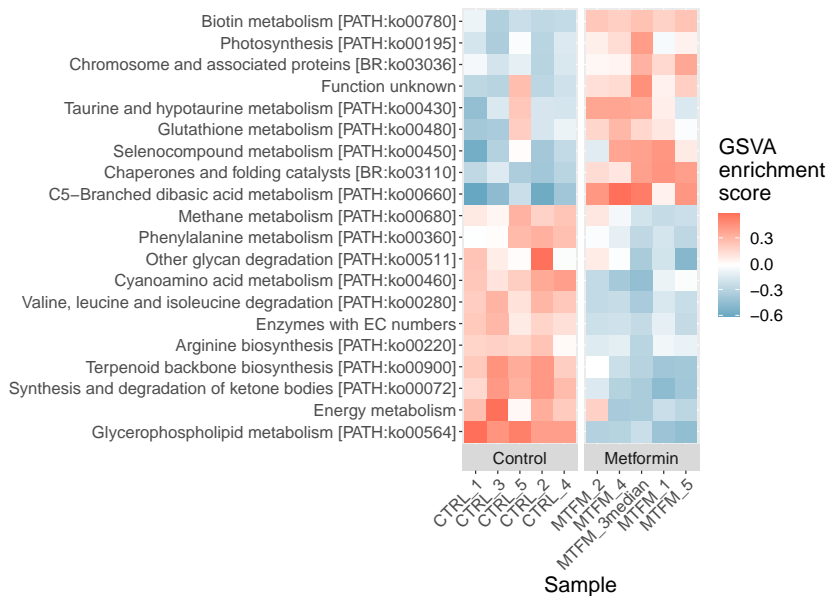 Biotin metabolism [PATH:ko00780]
Photosynthesis [PATH:ko00195]
Chromosome and associated proteins [BR:ko03036]
Function unknown
Taurine and hypotaurine metabolism [PATH:ko00430]
Glutathione metabolism [PATH:ko00480]
Selenocompound metabolism [PATH:ko00450]
Chaperones and folding catalysts [BR:ko03110]
C5−Branched dibasic acid metabolism [PATH:ko00660]
Methane metabolism [PATH:ko00680]
Phenylalanine metabolism [PATH:ko00360]
Other glycan degradation [PATH:ko00511]
Cyanoamino acid metabolism [PATH:ko00460]
Valine, leucine and isoleucine degradation [PATH:ko00280]
Enzymes with EC numbers
Arginine biosynthesis [PATH:ko00220]
Terpenoid backbone biosynthesis [PATH:ko00900]
Synthesis and degradation of ketone bodies [PATH:ko00072]
Energy metabolism
Glycerophospholipid metabolism [PATH:ko00564]
Control
Metformin
CTRL_1
CTRL_3
CTRL_5
CTRL_2
CTRL_4
MTFM_2
MTFM_4
MTFM_3median
MTFM_1
MTFM_5
Sample
GSVA
enrichment
score
0.3
0.0
−0.3
−0.6